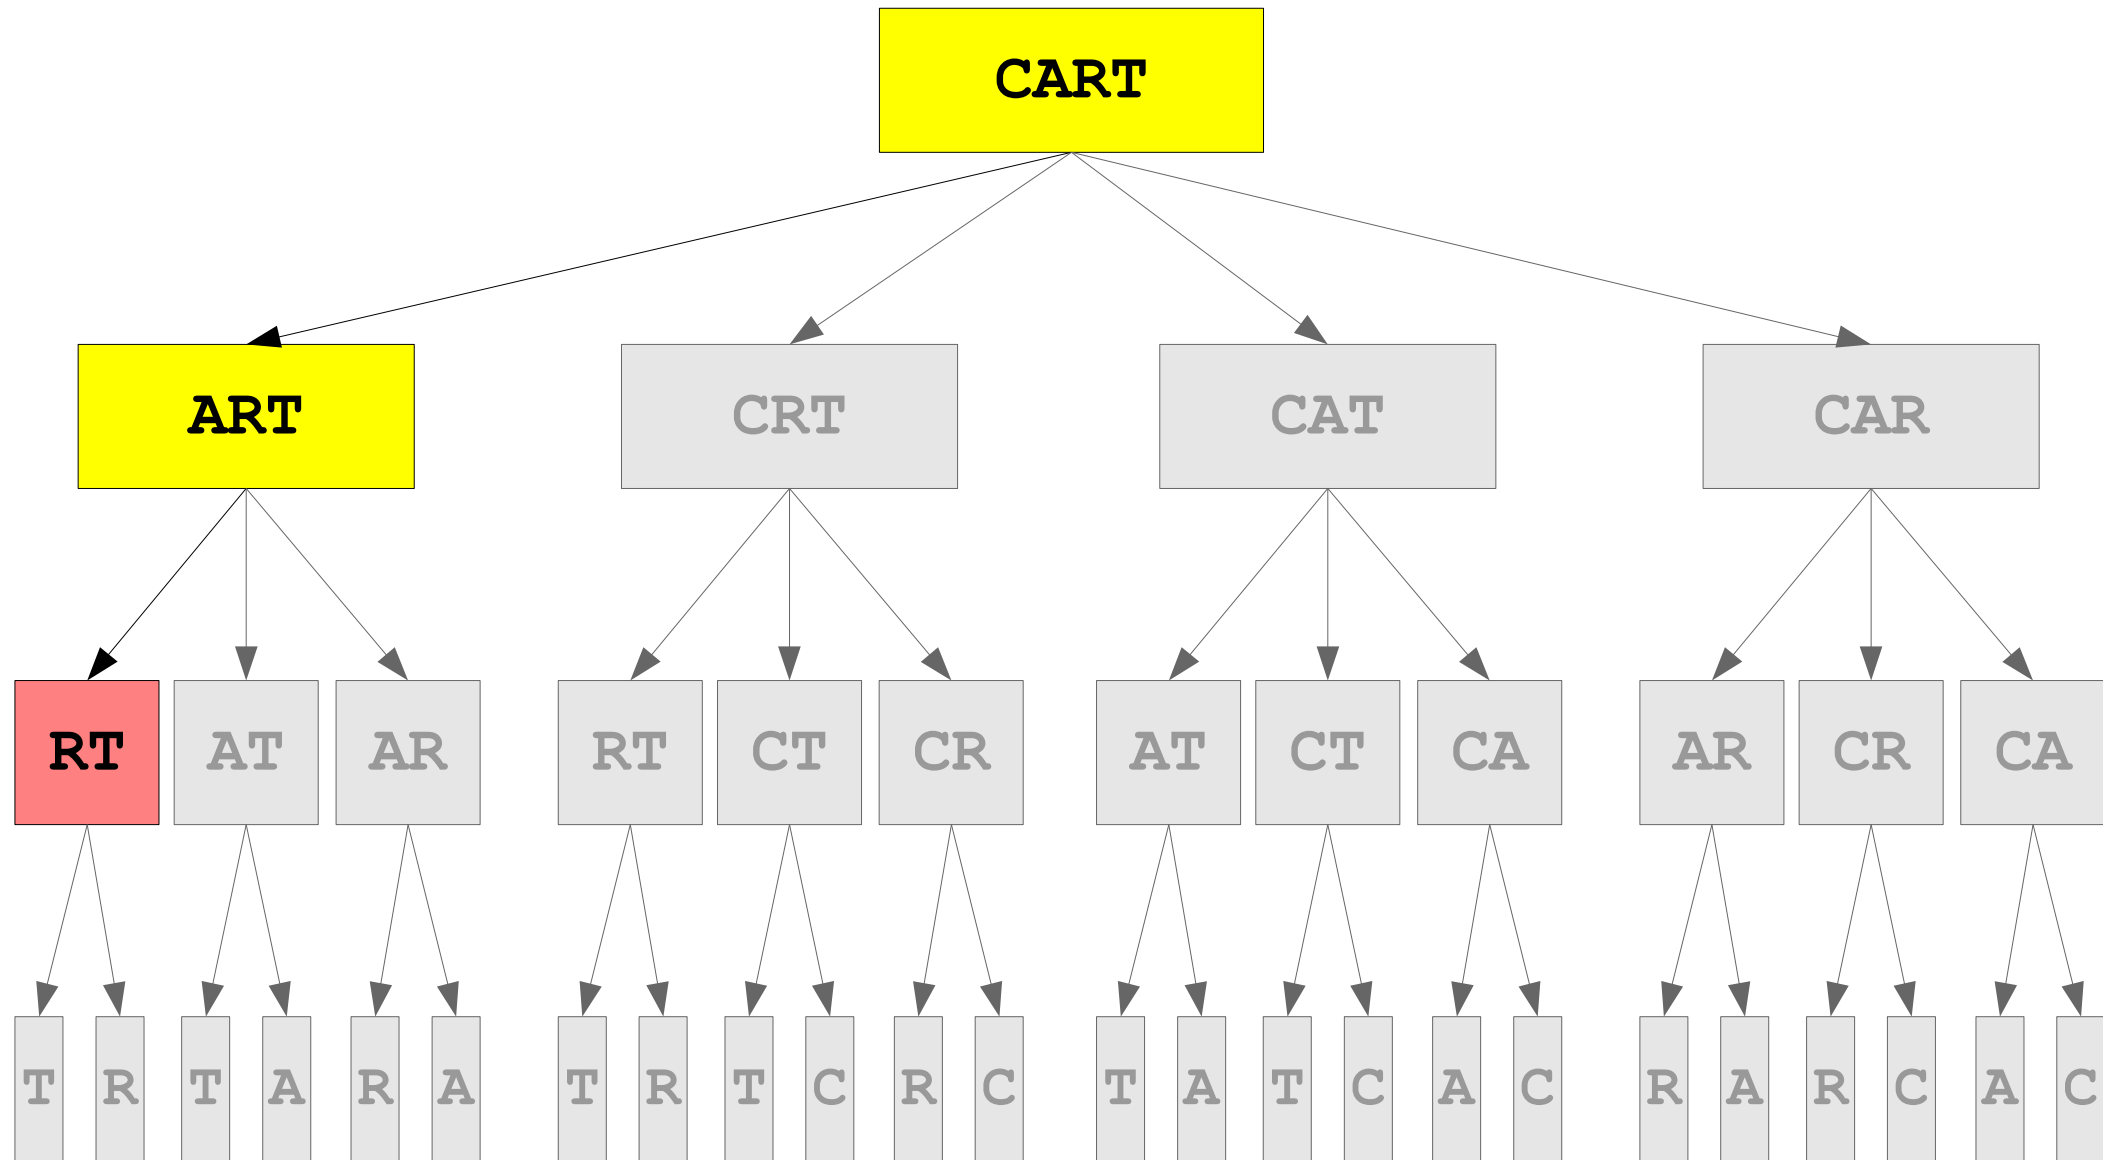 CART
ART CRT CAT CAR
RT AT AR RT CT CR AT CT CA AR CR CA
T R T A R A T R T C R C T A T C A C R A R C A C